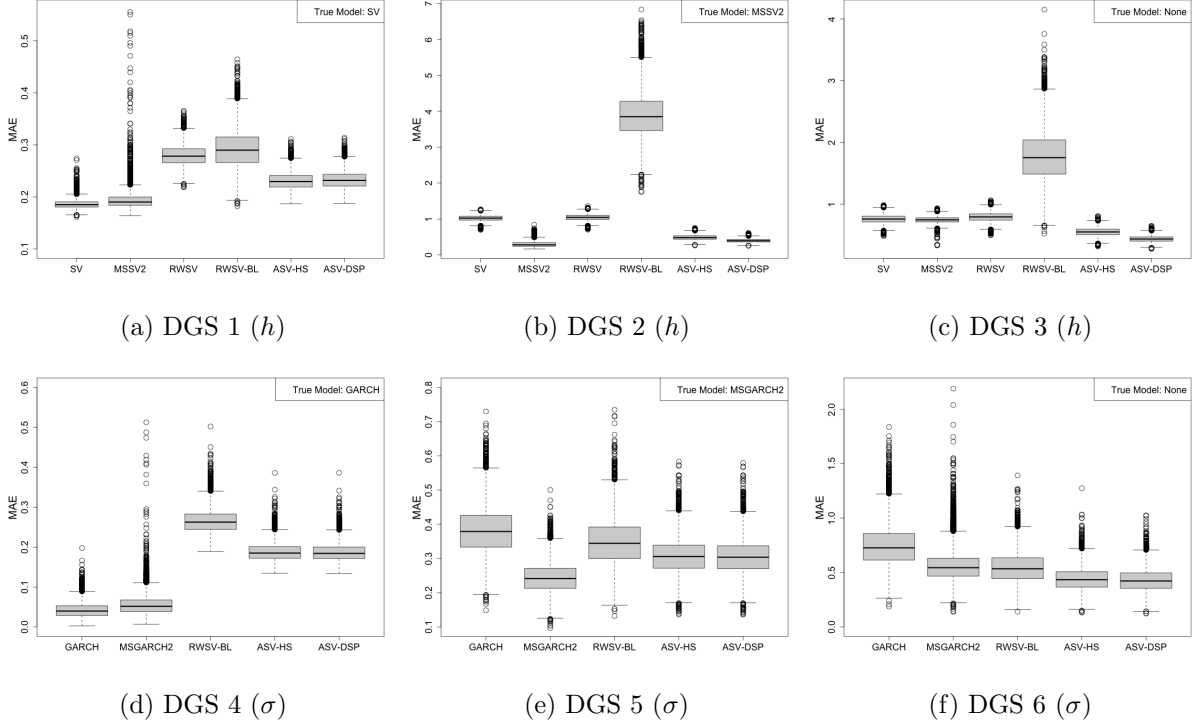 True Model: SV
MAE
0.1 0.2 0.3 0.4 0.5
SV MSSV2 RWSV RWSV-BL ASV-HS ASV-DSP
(a) DGS 1 (h)
True Model: MSSV2
MAE
0 1 2 3 4 5 6 7
SV MSSV2 RWSV RWSV-BL ASV-HS ASV-DSP
(b) DGS 2 (h)
True Model: None
MAE
1 2 3 4
SV MSSV2 RWSV RWSV-BL ASV-HS ASV-DSP
(c) DGS 3 (h)
True Model: GARCH
MAE
0.0 0.1 0.2 0.3 0.4 0.5 0.6
GARCH MSGARCH2 RWSV-BL ASV-HS ASV-DSP
(d) DGS 4 (σ)
True Model: MSGARCH2
MAE
0.1 0.2 0.3 0.4 0.5 0.6 0.7 0.8
GARCH MSGARCH2 RWSV-BL ASV-HS ASV-DSP
(e) DGS 5 (σ)
True Model: None
MAE
0.0 0.5 1.0 1.5 2.0
GARCH MSGARCH2 RWSV-BL ASV-HS ASV-DSP
(f) DGS 6 (σ)